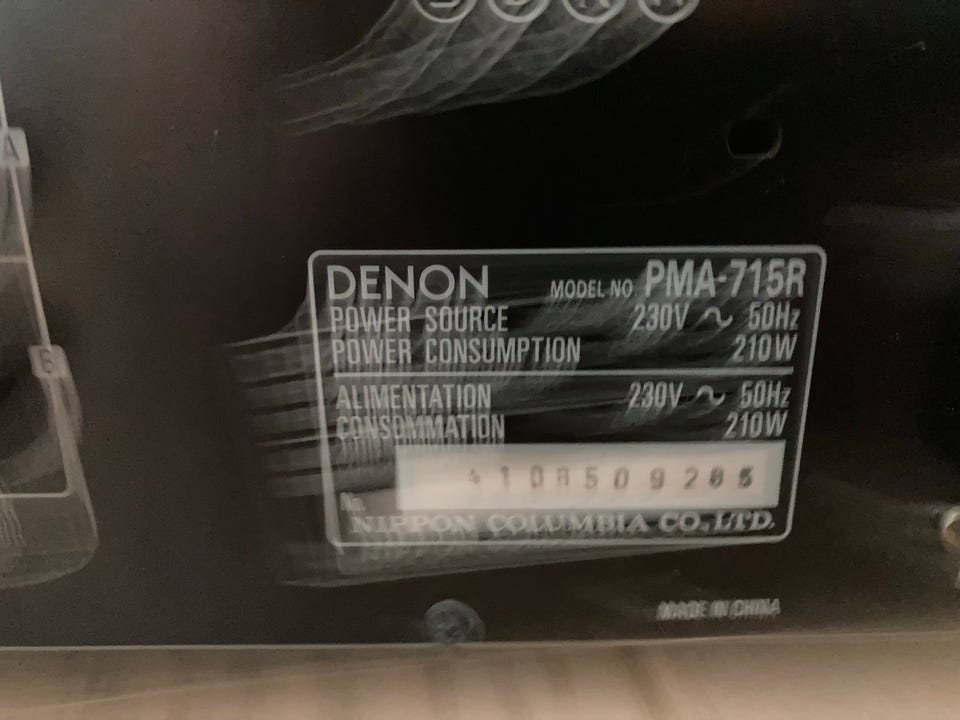 A
B
DENON MODEL NO. PMA-715R
POWER SOURCE 230V ~ 50Hz
POWER CONSUMPTION 210W
ALIMENTATION 230V ~ 50Hz
CONSOMMATION 210W
No.
NIPPON COLUMBIA CO.,LTD.
MADE IN CHINA